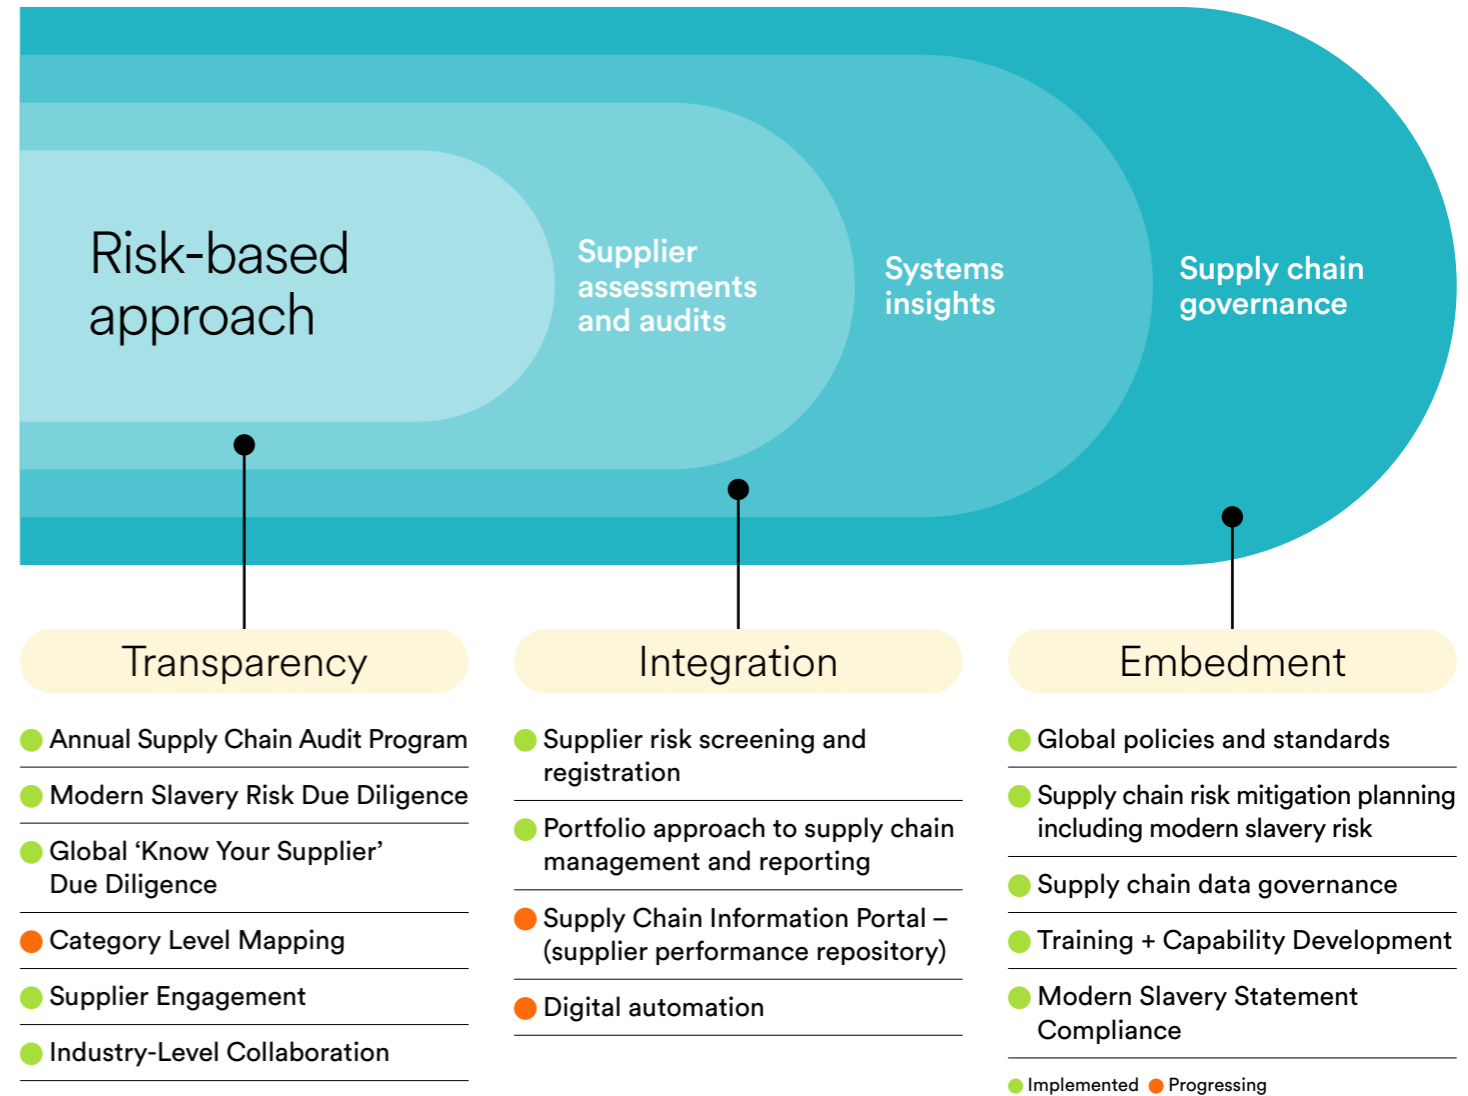 Risk-based
approach
Supplier
assessments
and audits
Systems
insights
Supply chain
governance
Transparency
Annual Supply Chain Audit Program
Modern Slavery Risk Due Diligence
Global ‘Know Your Supplier’
Due Diligence
Category Level Mapping
Supplier Engagement
Industry-Level Collaboration
Integration
Supplier risk screening and
registration
Portfolio approach to supply chain
management and reporting
Supply Chain Information Portal –
(supplier performance repository)
Digital automation
Embedment
Global policies and standards
Supply chain risk mitigation planning
including modern slavery risk
Supply chain data governance
Training + Capability Development
Modern Slavery Statement
Compliance
Implemented Progressing